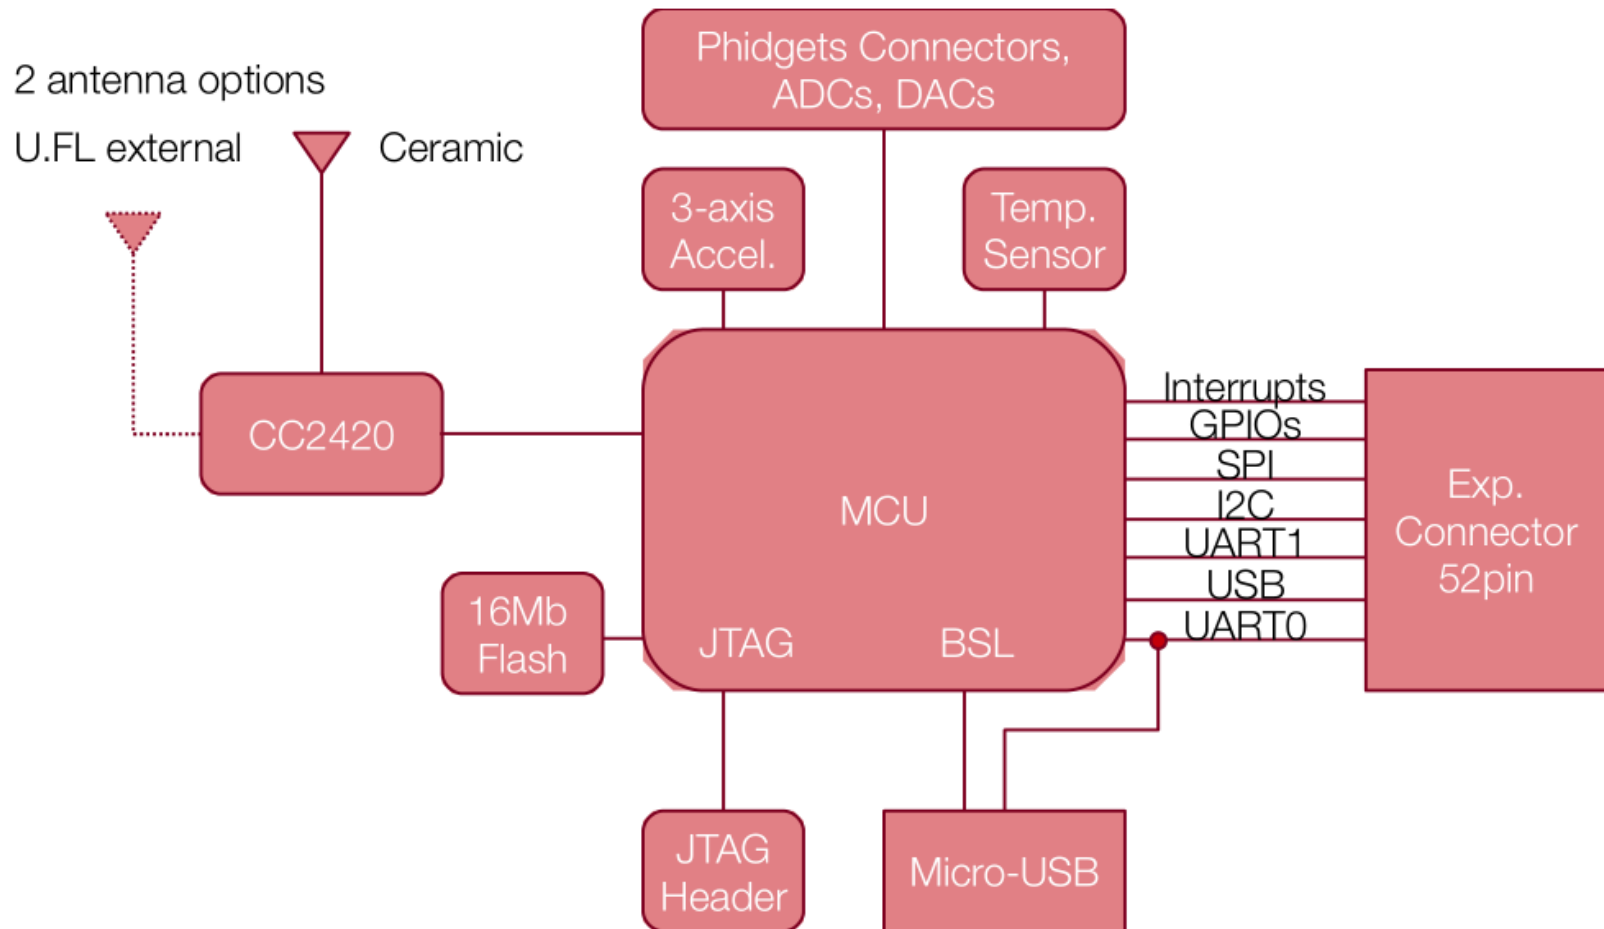 Phidgets Connectors,
ADCs, DACs
2 antenna options
U.FL external
Ceramic
3-axis
Accel.
Temp.
Sensor
CC2420
MCU
Interrupts
GPIOs
SPI
I2C
UART1
USB
UART0
Exp.
Connector
52pin
16Mb
Flash
JTAG
BSL
JTAG
Header
Micro-USB